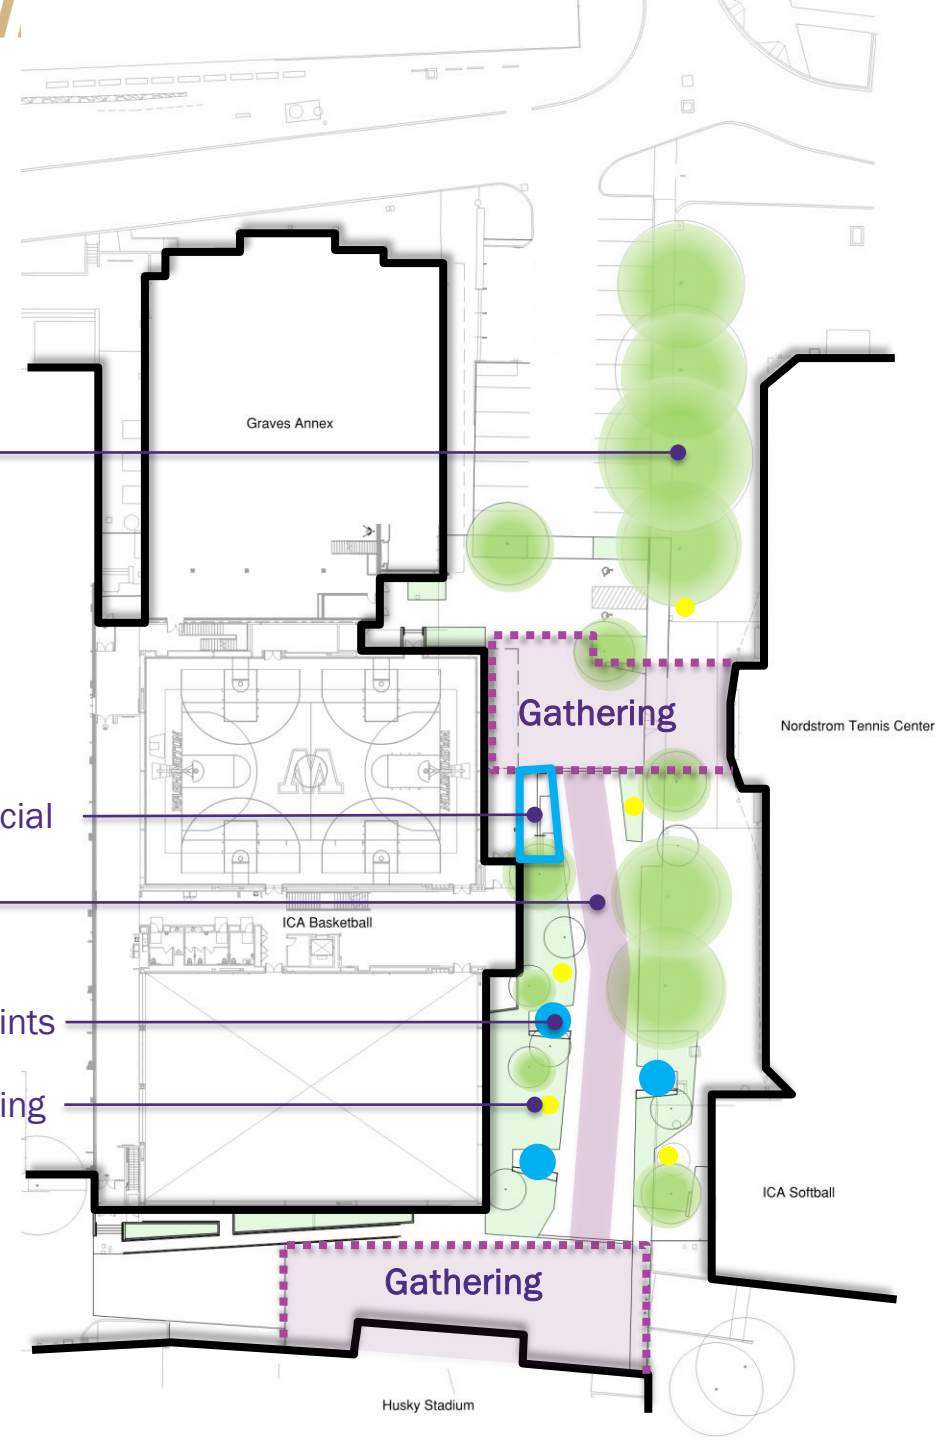 Graves Annex
Gathering
Nordstrom Tennis Center
cial
ICA Basketball
ints
ing
ICA Softball
Gathering
Husky Stadium